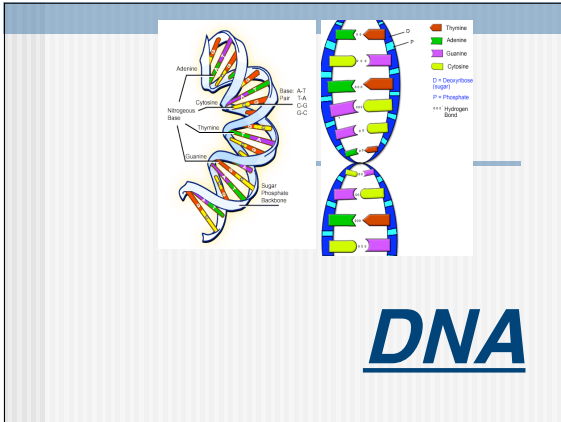 Adenine
Nitrogeous
Base
Cytosine
Thymine
Guanine
Base: A-T
Pair T-A
C-G
G-C
Sugar
Phosphate
Backbone
D
P
Thymine
Adenine
Guanine
Cytosine
D = Deoxyribose
(sugar)
P = Phosphate
Hydrogen
Bond
DNA